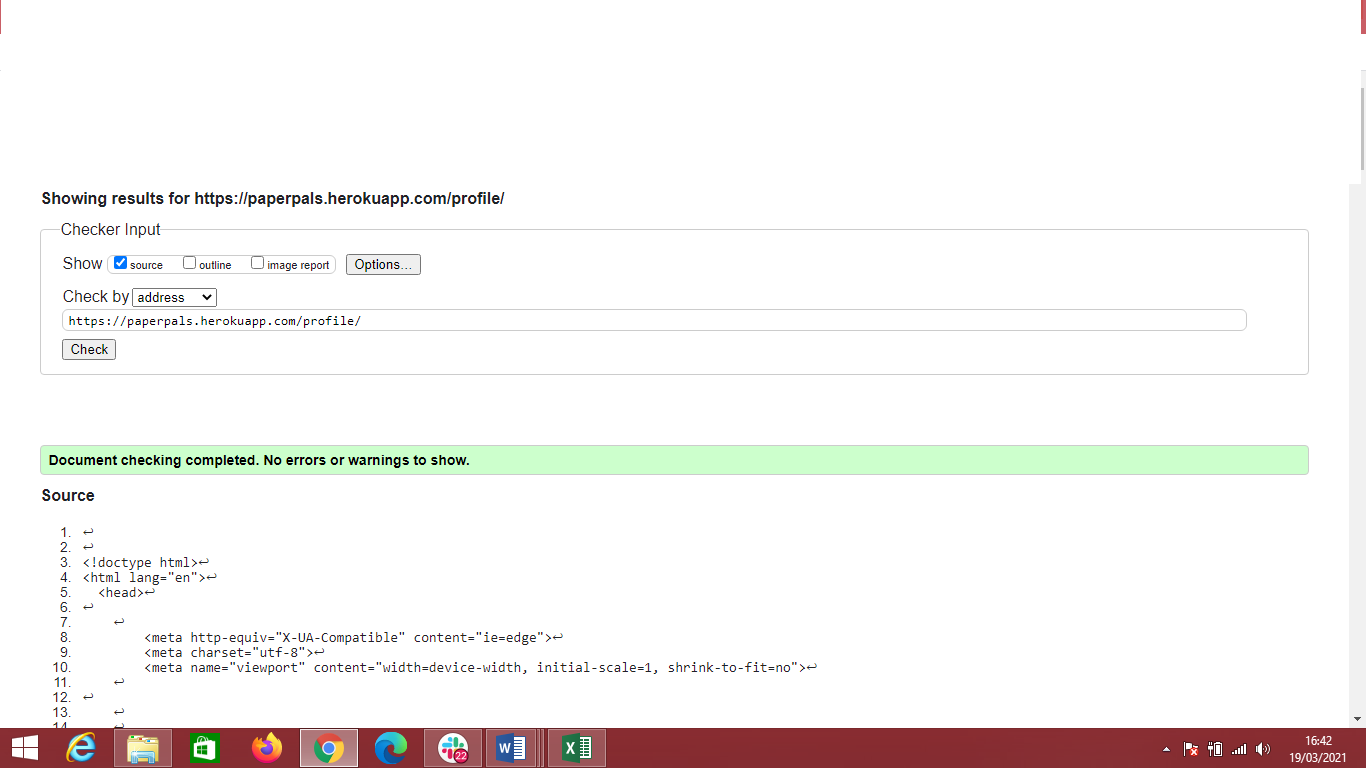 Showing results for https://paperpals.herokuapp.com/profile/
Checker Input
Show source outline image report Options...
Check by address
https://paperpals.herokuapp.com/profile/
Check
Document checking completed. No errors or warnings to show.
Source
1. ↩
2. ↩
3. <!doctype html>↩
4. <html lang="en">↩
5. <head>↩
6. ↩
7. ↩
8. <meta http-equiv="X-UA-Compatible" content="ie=edge">↩
9. <meta charset="utf-8">↩
10. <meta name="viewport" content="width=device-width, initial-scale=1, shrink-to-fit=no">↩
11. ↩
12. ↩
13. ↩
14. ↩
22
16:42
19/03/2021